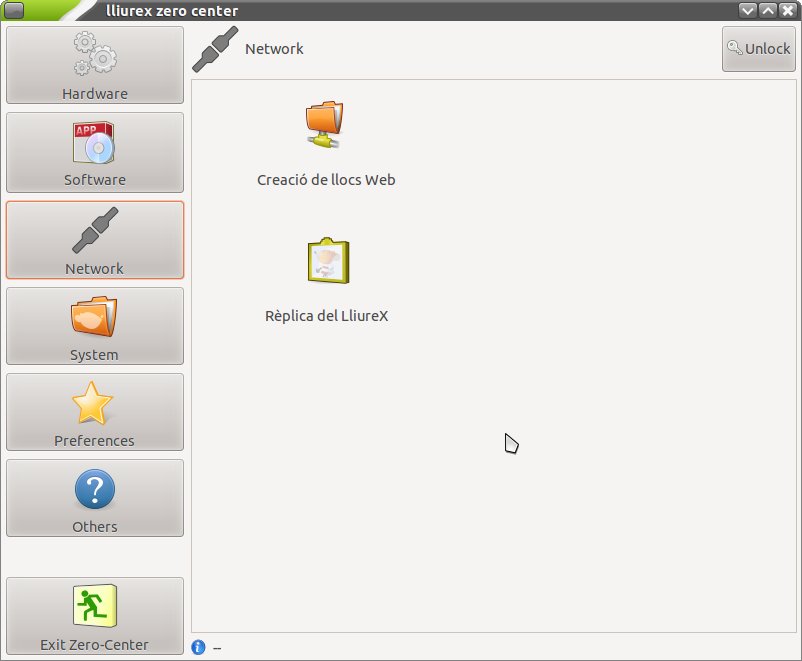 lliurex zero center
Hardware
APP
Software
Network
System
Preferences
?
Others
Exit Zero-Center
Network
Unlock
Creació de llocs Web
Rèplica del LliureX
i --